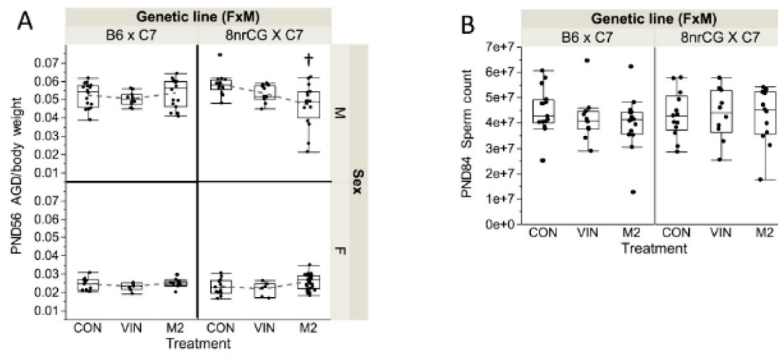 A
Genetic line (FxM)
B6 x C7
8nrCG X C7
PND56 AGD/body weight
0.07
0.06
0.05
0.04
0.03
0.02
0.01
†
M
Sex
0.07
0.06
0.05
0.04
0.03
0.02
0.01
F
CON VIN M2 CON VIN M2
Treatment
B
Genetic line (FxM)
B6 x C7
8nrCG X C7
PND84 Sperm count
7e+7
6e+7
5e+7
4e+7
3e+7
2e+7
1e+7
0e+0
CON VIN M2 CON VIN M2
Treatment